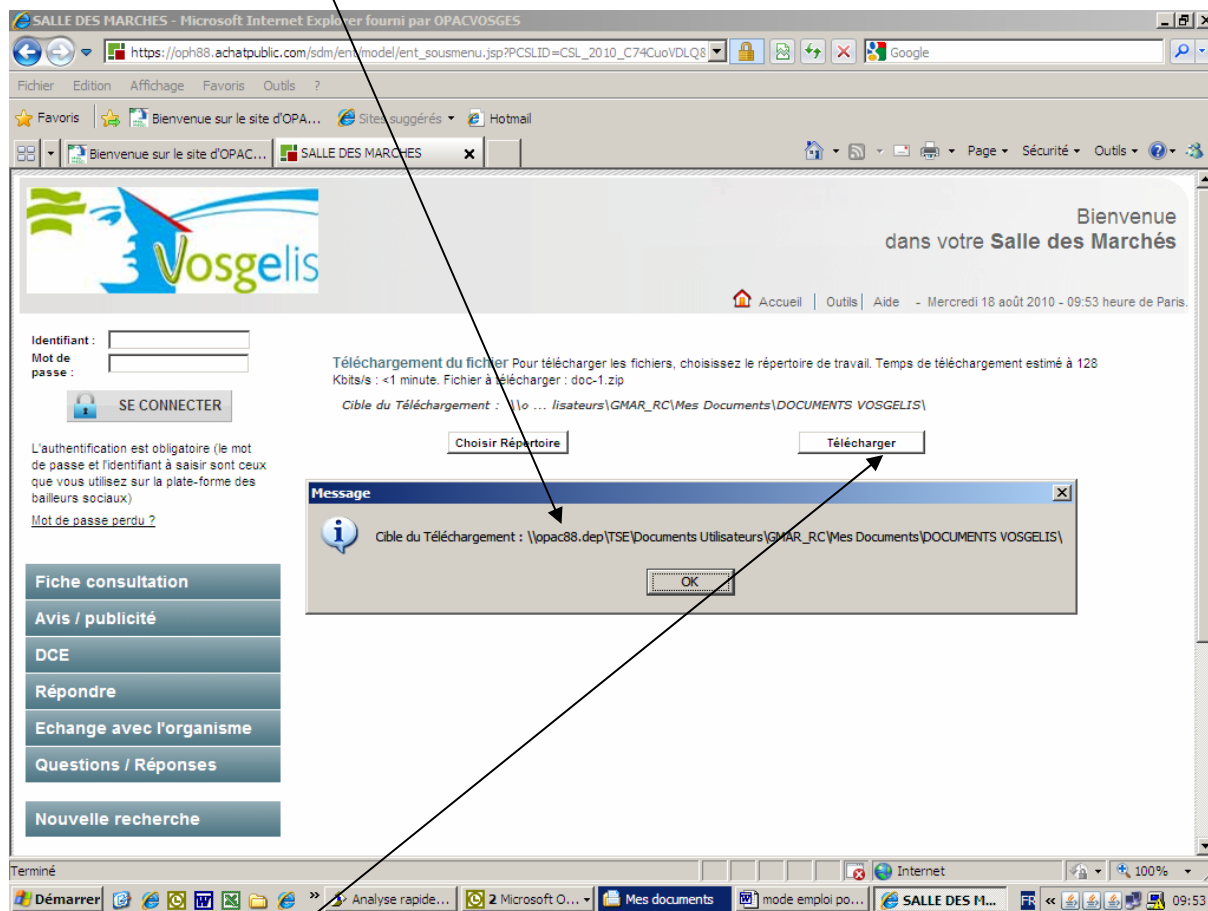 SALLE DES MARCHES - Microsoft Internet Explorer fourni par OPACVOSGES
https://oph88.achatpublic.com/sdm/ent/model/ent_sousmenu.jsp?PCSLID=CSL_2010_C74CuoVDLQ8
Google
Fichier Edition Affichage Favoris Outils ?
Favoris Bienvenue sur le site d'OPA... Sites suggérés Hotmail
Bienvenue sur le site d'OPAC... SALLE DES MARCHES Page Sécurité Outils
Vosgelis
Bienvenue
dans votre Salle des Marchés
Accueil | Outils | Aide - Mercredi 18 août 2010 - 09:53 heure de Paris.
Identifiant :
Mot de
passe :
SE CONNECTER
L'authentification est obligatoire (le mot
de passe et l'identifiant à saisir sont ceux
que vous utilisez sur la plate-forme des
bailleurs sociaux)
Mot de passe perdu ?
Téléchargement du fichier Pour télécharger les fichiers, choisissez le répertoire de travail. Temps de téléchargement estimé à 128
Kbits/s : <1 minute. Fichier à télécharger : doc-1.zip
Cible du Téléchargement : \\o ... lisateurs\GMAR_RC\Mes Documents\DOCUMENTS VOSGELIS\
Choisir Répertoire
Télécharger
Message
Cible du Téléchargement : \\opac88.dep\TSE\Documents Utilisateurs\GMAR_RC\Mes Documents\DOCUMENTS VOSGELIS\
OK
Fiche consultation
Avis / publicité
DCE
Répondre
Echange avec l'organisme
Questions / Réponses
Nouvelle recherche
Terminé
Internet
100%
Démarrer
Analyse rapide...
2 Microsoft O...
Mes documents
mode emploi po...
SALLE DES M...
FR
09:53